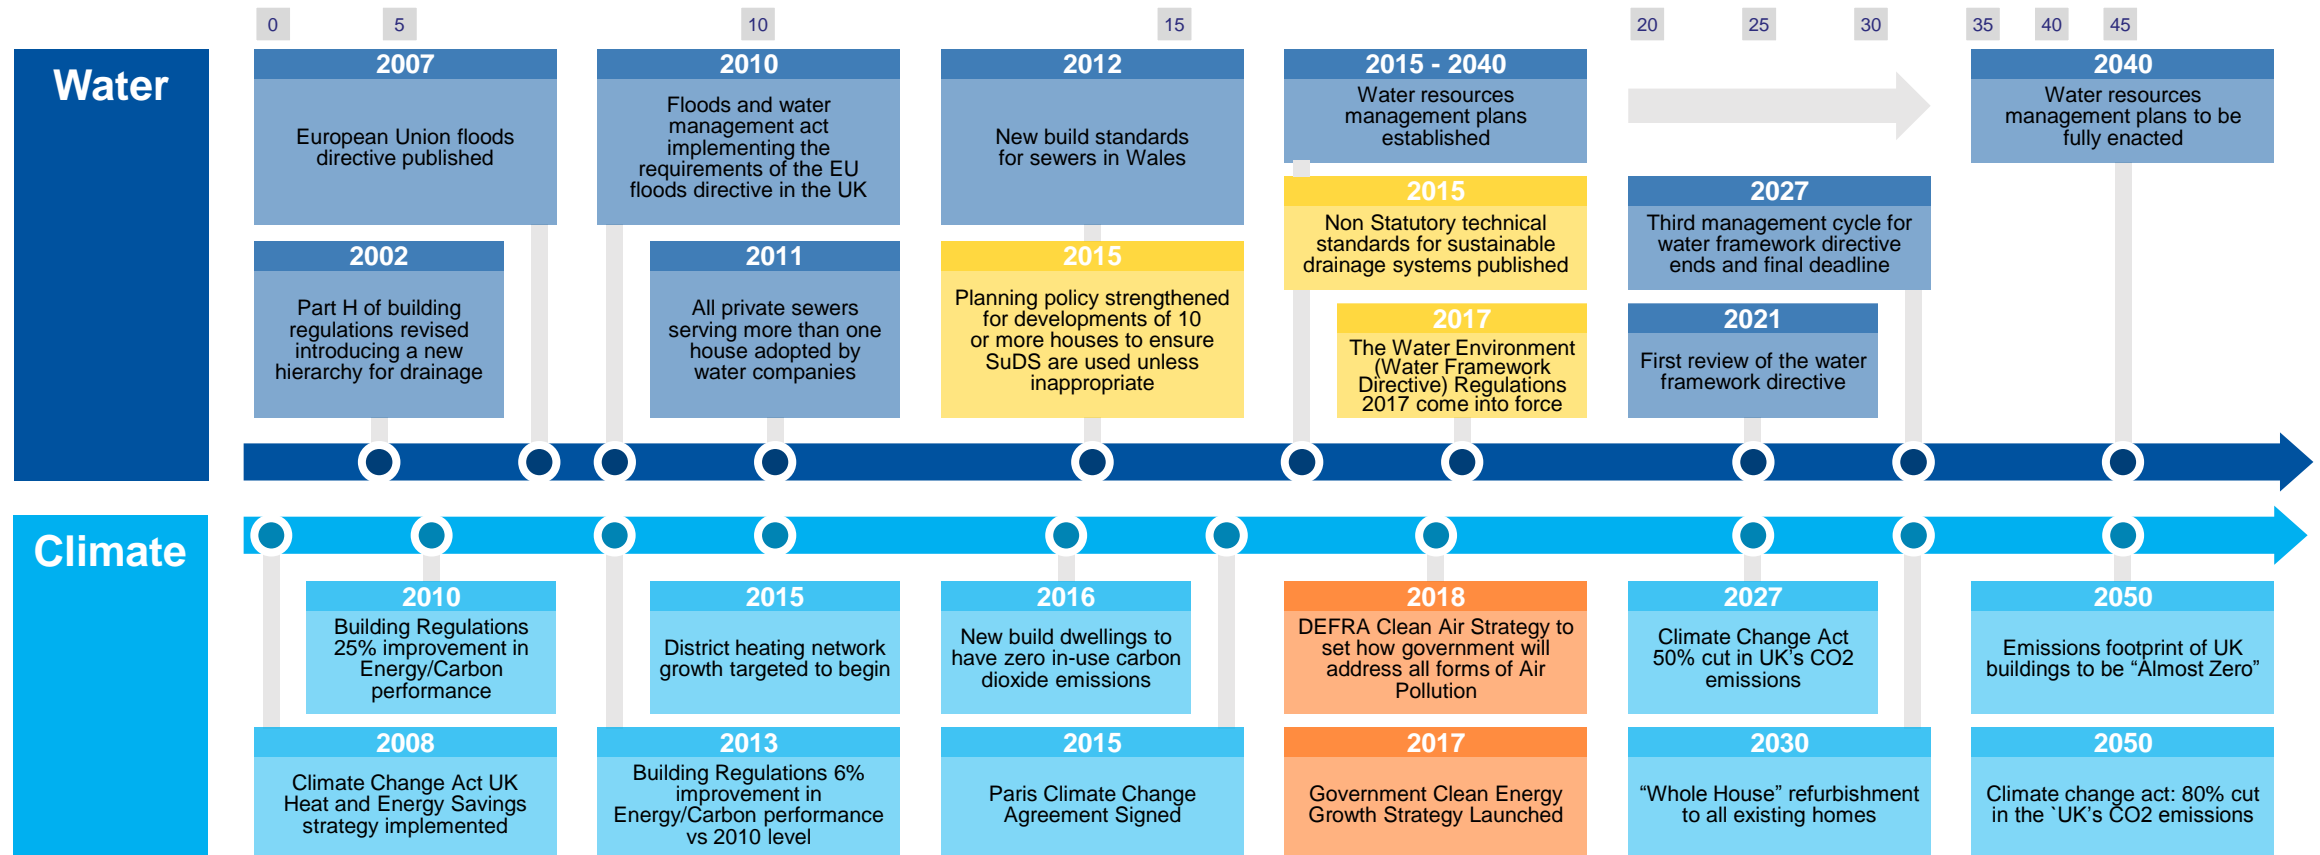 0 5 10 15 20 25 30 35 40 45
Water
2007
European Union floods
directive published
2010
Floods and water
management act
implementing the
requirements of the EU
floods directive in the UK
2012
New build standards
for sewers in Wales
2015 - 2040
Water resources
management plans
established
2040
Water resources
management plans to be
fully enacted
2015
Non Statutory technical
standards for sustainable
drainage systems published
2027
Third management cycle for
water framework directive
ends and final deadline
2002
Part H of building
regulations revised
introducing a new
hierarchy for drainage
2011
All private sewers
serving more than one
house adopted by
water companies
2015
Planning policy strengthened
for developments of 10
or more houses to ensure
SuDS are used unless
inappropriate
2017
The Water Environment
(Water Framework
Directive) Regulations
2017 come into force
2021
First review of the water
framework directive
Climate
2010
Building Regulations
25% improvement in
Energy/Carbon
performance
2015
District heating network
growth targeted to begin
2016
New build dwellings to
have zero in-use carbon
dioxide emissions
2018
DEFRA Clean Air Strategy to
set how government will
address all forms of Air
Pollution
2027
Climate Change Act
50% cut in UK’s CO2
emissions
2050
Emissions footprint of UK
buildings to be “Almost Zero”
2008
Climate Change Act UK
Heat and Energy Savings
strategy implemented
2013
Building Regulations 6%
improvement in
Energy/Carbon performance
vs 2010 level
2015
Paris Climate Change
Agreement Signed
2017
Government Clean Energy
Growth Strategy Launched
2030
“Whole House” refurbishment
to all existing homes
2050
Climate change act: 80% cut
in the `UK’s CO2 emissions